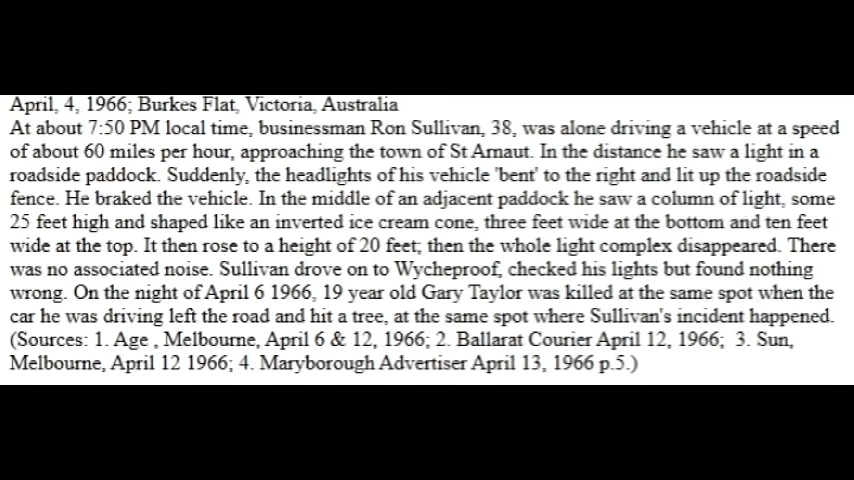 April, 4, 1966; Burkes Flat, Victoria, Australia
At about 7:50 PM local time, businessman Ron Sullivan, 38, was alone driving a vehicle at a speed
of about 60 miles per hour, approaching the town of St Arnaut. In the distance he saw a light in a
roadside paddock. Suddenly, the headlights of his vehicle 'bent' to the right and lit up the roadside
fence. He braked the vehicle. In the middle of an adjacent paddock he saw a column of light, some
25 feet high and shaped like an inverted ice cream cone, three feet wide at the bottom and ten feet
wide at the top. It then rose to a height of 20 feet; then the whole light complex disappeared. There
was no associated noise. Sullivan drove on to Wycheproof, checked his lights but found nothing
wrong. On the night of April 6 1966, 19 year old Gary Taylor was killed at the same spot when the
car he was driving left the road and hit a tree, at the same spot where Sullivan's incident happened.
(Sources: 1. Age , Melbourne, April 6 & 12, 1966; 2. Ballarat Courier April 12, 1966; 3. Sun,
Melbourne, April 12 1966; 4. Maryborough Advertiser April 13, 1966 p.5.)